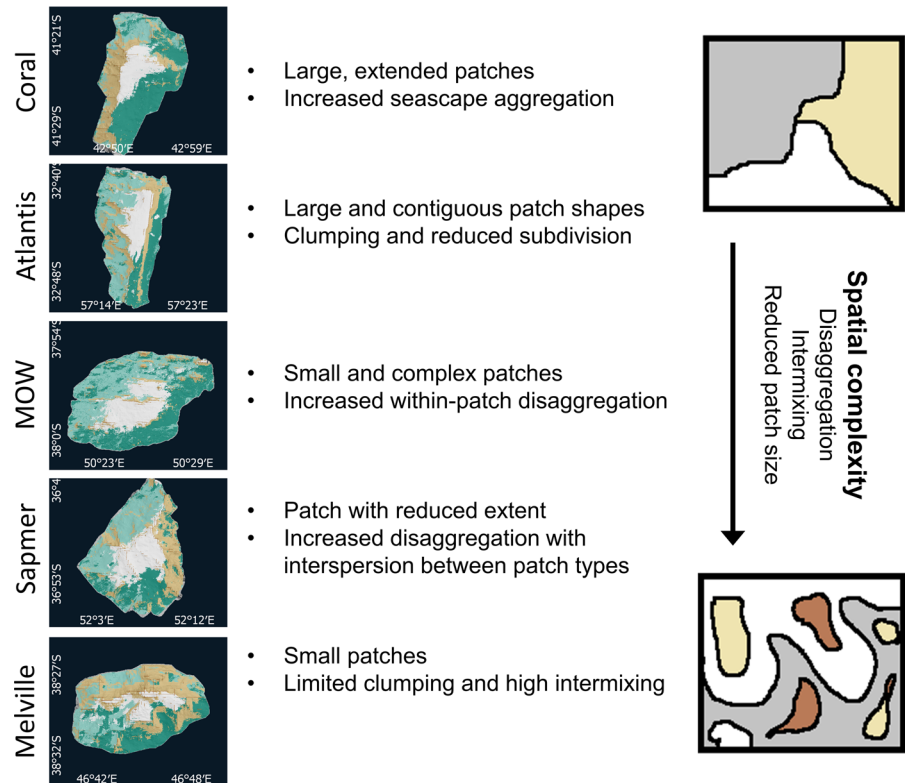 Coral
41°21'S
41°29'S
42°50'E 42°59'E
• Large, extended patches
• Increased seascape aggregation
Atlantis
32°40'
32°48'S
57°14'E 57°23'E
• Large and contiguous patch shapes
• Clumping and reduced subdivision
MOW
37°54'S
38°0'S
50°23'E 50°29'E
• Small and complex patches
• Increased within-patch disaggregation
Sapmer
36°4
36°53'S
52°3'E 52°12'E
• Patch with reduced extent
• Increased disaggregation with
interspersion between patch types
Melville
38°27'S
38°32'S
46°42'E 46°48'E
• Small patches
• Limited clumping and high intermixing
Spatial complexity
Disaggregation
Intermixing
Reduced patch size